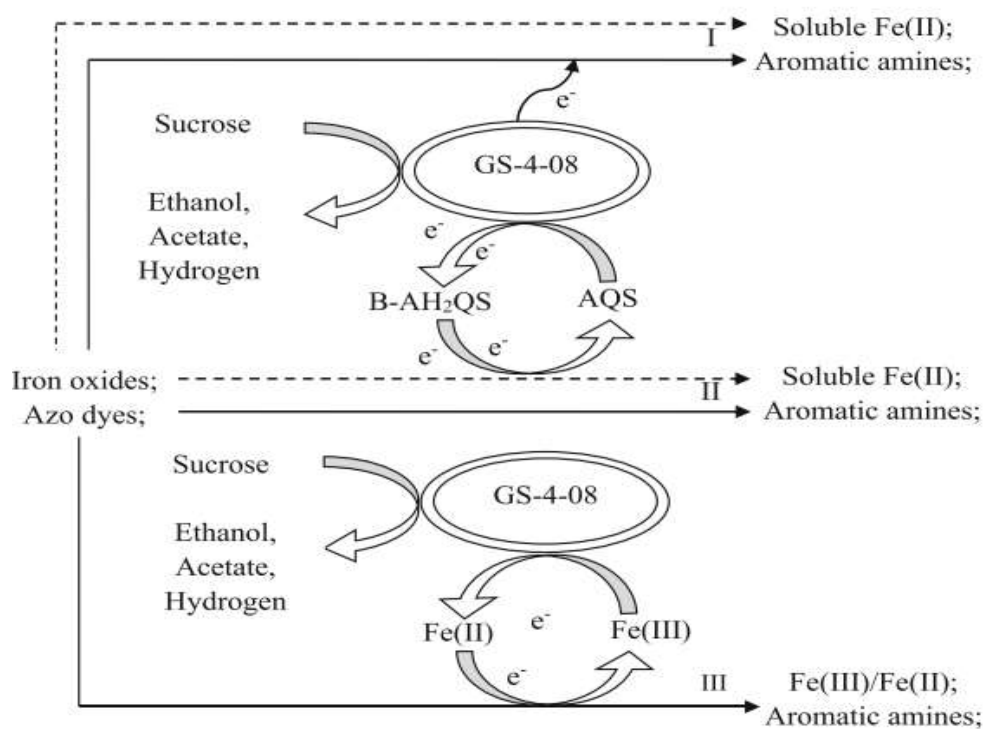 I
Soluble Fe(II);
Aromatic amines;
e-
Sucrose
GS-4-08
Ethanol,
Acetate,
Hydrogen
e-
e-
B-AH₂QS
AQS
e-
e-
Iron oxides;
Azo dyes;
II
Soluble Fe(II);
Aromatic amines;
Sucrose
GS-4-08
Ethanol,
Acetate,
Hydrogen
Fe(II)
e-
Fe(III)
e-
III
Fe(III)/Fe(II);
Aromatic amines;